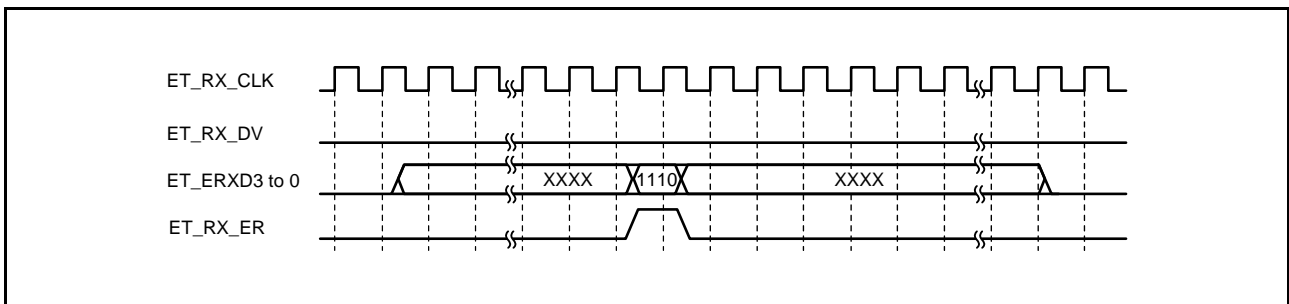 ET_RX_CLK
ET_RX_DV
ET_ERXD3 to 0 XXXX 1110 XXXX
ET_RX_ER